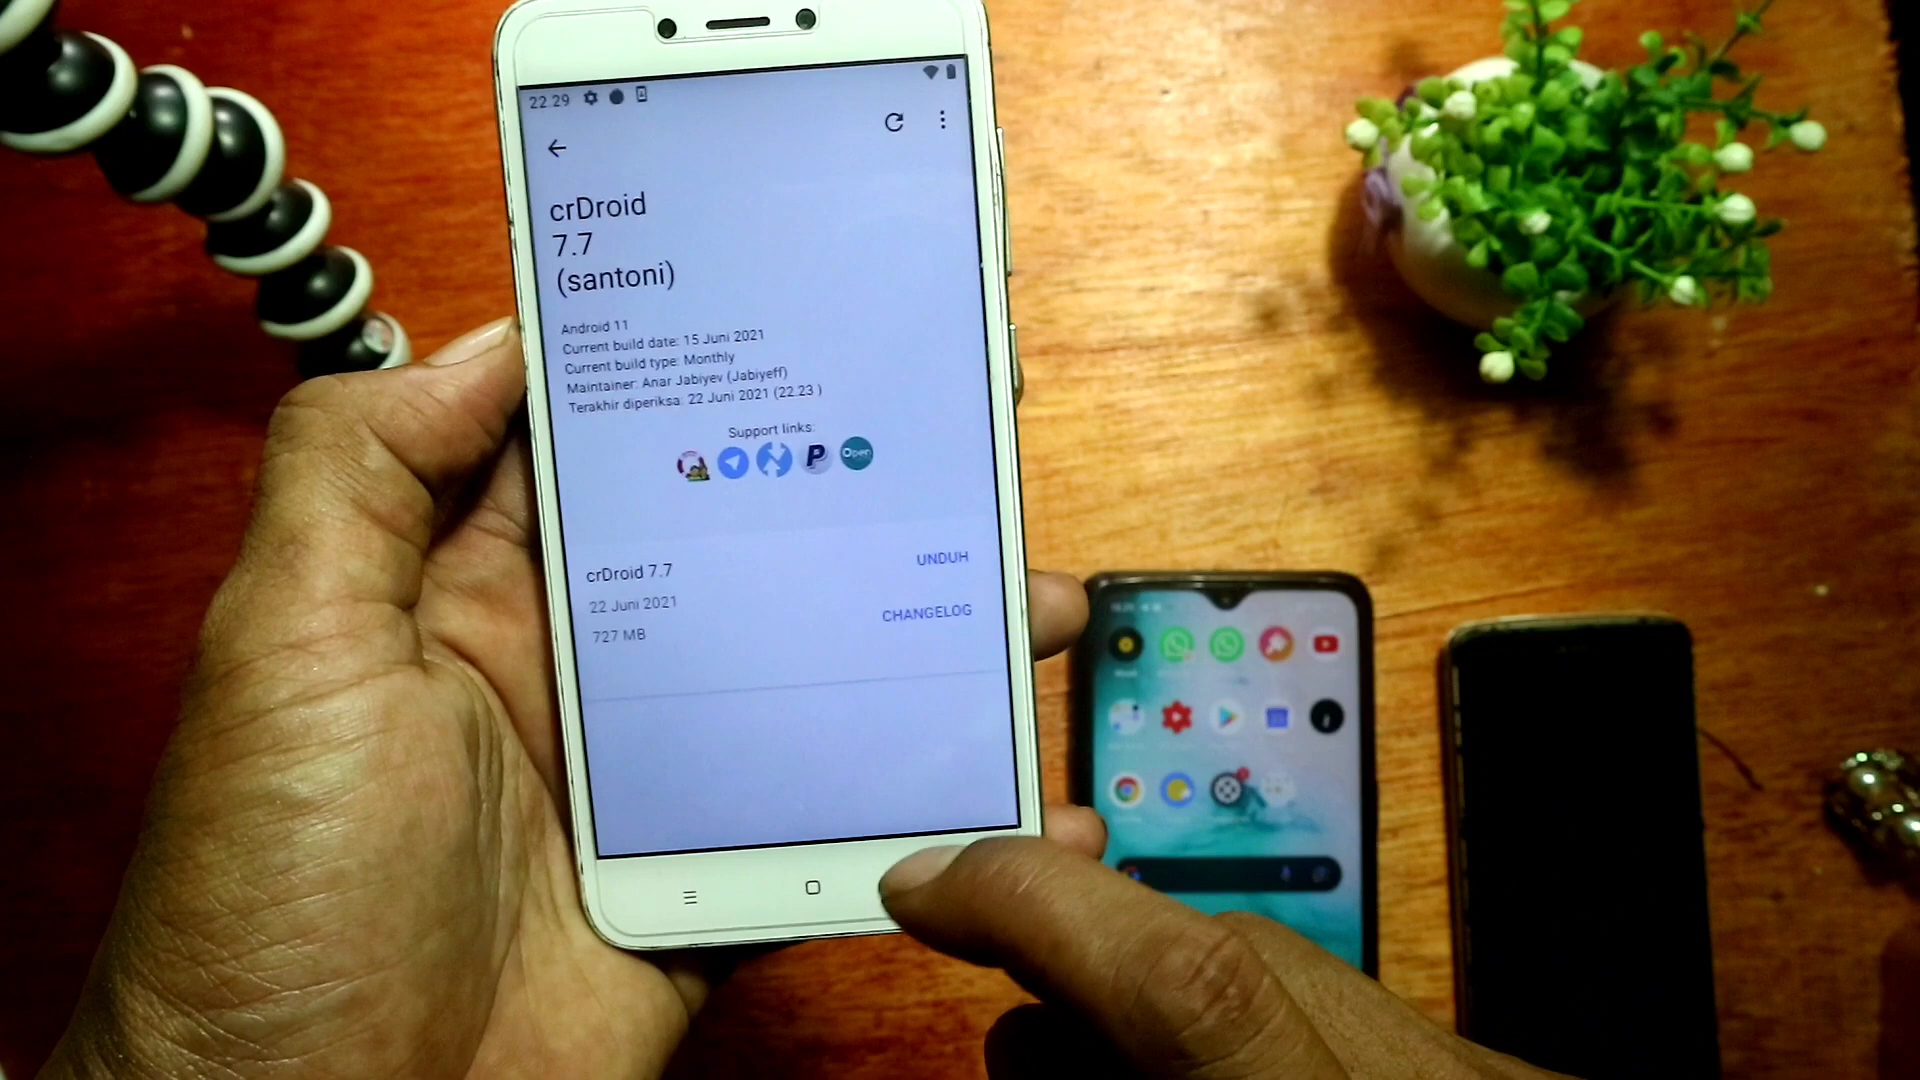 22.29
crDroid
7.7
(santoni)
Android 11
Current build date: 15 Juni 2021
Current build type: Monthly
Maintainer: Anar Jabiyev (Jabiyeff)
Terakhir diperiksa: 22 Juni 2021 (22.23 )
Support links:
P
Open
crDroid 7.7
UNDUH
22 Juni 2021
CHANGELOG
727 MB